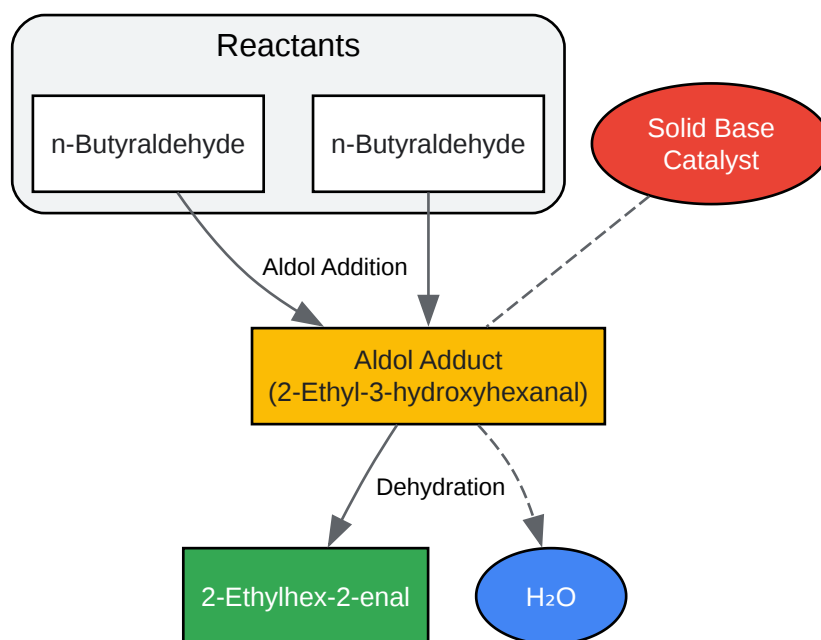 Reactants
n-Butyraldehyde
n-Butyraldehyde
Solid Base
Catalyst
Aldol Addition
Aldol Adduct
(2-Ethyl-3-hydroxyhexanal)
Dehydration
2-Ethylhex-2-enal
H₂O